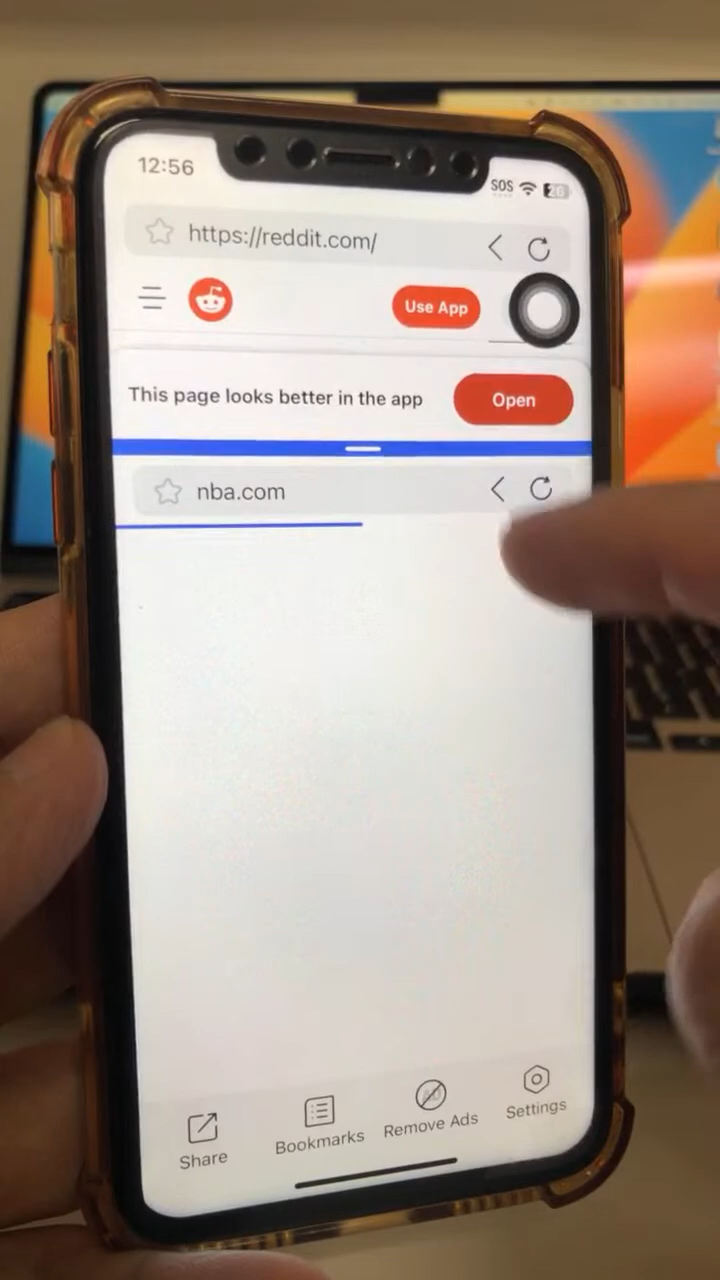 12:56
SOS
https://reddit.com/
Use App
This page looks better in the app
Open
nba.com
Share
Bookmarks
Remove Ads
Settings